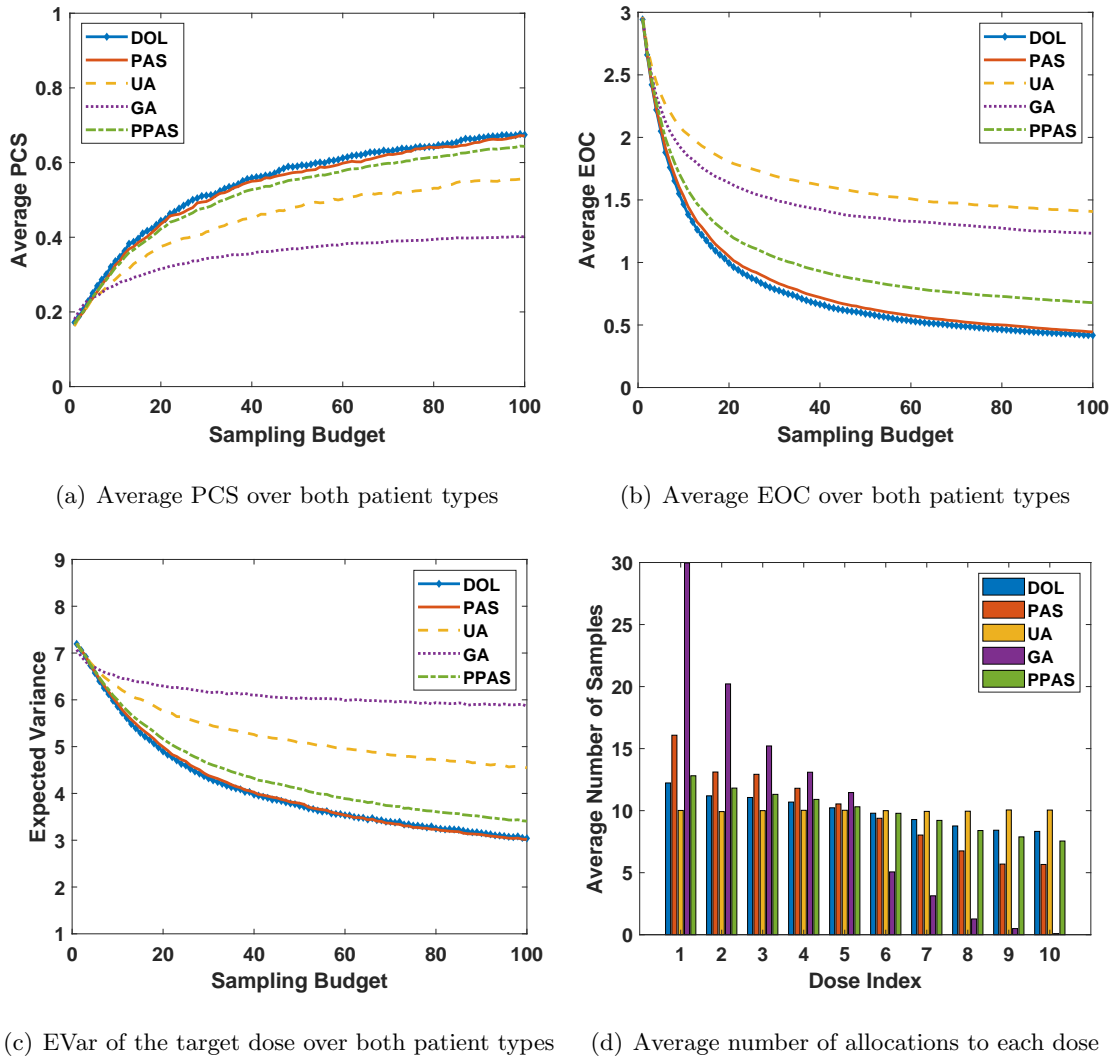 1
0.8
0.6
0.4
0.2
0
Average PCS
DOL
PAS
UA
GA
PPAS
0 20 40 60 80 100
Sampling Budget
(a) Average PCS over both patient types
3
2.5
2
1.5
1
0.5
0
Average EOC
DOL
PAS
UA
GA
PPAS
0 20 40 60 80 100
Sampling Budget
(b) Average EOC over both patient types
9
8
7
6
5
4
3
2
1
Expected Variance
DOL
PAS
UA
GA
PPAS
0 20 40 60 80 100
Sampling Budget
(c) EVar of the target dose over both patient types
30
25
20
15
10
5
0
Average Number of Samples
DOL
PAS
UA
GA
PPAS
1 2 3 4 5 6 7 8 9 10
Dose Index
(d) Average number of allocations to each dose